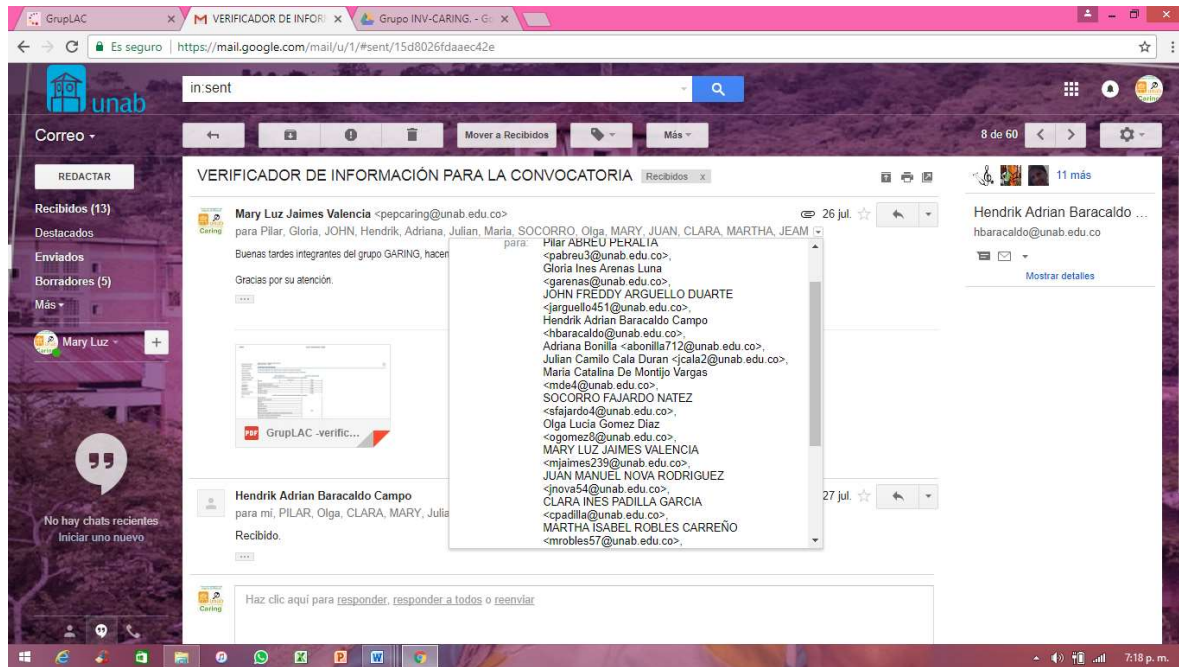 GrupLAC
VERIFICADOR DE INFOR
Grupo INV-CARING. - Go
Es seguro
https://mail.google.com/mail/u/1/#sent/15d8026fdaaec42e
unab
in:sent
Caring
Correo
Mover a Recibidos
Más
8 de 60
REDACTAR
VERIFICADOR DE INFORMACIÓN PARA LA CONVOCATORIA
Recibidos x
11 más
Recibidos (13)
Destacados
Enviados
Borradores (5)
Más
Mary Luz
Caring
Mary Luz Jaimes Valencia <pepcaring@unab.edu.co>
26 jul.
para Pilar, Gloria, JOHN, Hendrik, Adriana, Julian, Maria, SOCORRO, Olga, MARY, JUAN, CLARA, MARTHA, JEAM
Buenas tardes integrantes del grupo GARING, hacen
Gracias por su atención.
para:
Pilar ABREU PERALTA
<pabreu3@unab.edu.co>,
Gloria Ines Arenas Luna
<garenas@unab.edu.co>,
JOHN FREDDY ARGUELLO DUARTE
<jarguello451@unab.edu.co>,
Hendrik Adrian Baracaldo Campo
<hbaracaldo@unab.edu.co>,
Adriana Bonilla <abonilla712@unab.edu.co>,
Julian Camilo Cala Duran <jcala2@unab.edu.co>,
Maria Catalina De Montijo Vargas
<mde4@unab.edu.co>,
SOCORRO FAJARDO NATEZ
<sfajardo4@unab.edu.co>,
Olga Lucia Gomez Diaz
<ogomez8@unab.edu.co>,
MARY LUZ JAIMES VALENCIA
<mjaimes239@unab.edu.co>,
JUAN MANUEL NOVA RODRIGUEZ
<jnova54@unab.edu.co>,
CLARA INES PADILLA GARCIA
<cpadilla@unab.edu.co>,
MARTHA ISABEL ROBLES CARREÑO
<mrobles57@unab.edu.co>,
Hendrik Adrian Baracaldo ...
hbaracaldo@unab.edu.co
Mostrar detalles
PDF GrupLAC -verific...
Hendrik Adrian Baracaldo Campo
27 jul.
para mí, PILAR, Olga, CLARA, MARY, Julia
Recibido.
No hay chats recientes
Iniciar uno nuevo
Caring
Haz clic aquí para responder, responder a todos o reenviar
7:18 p. m.